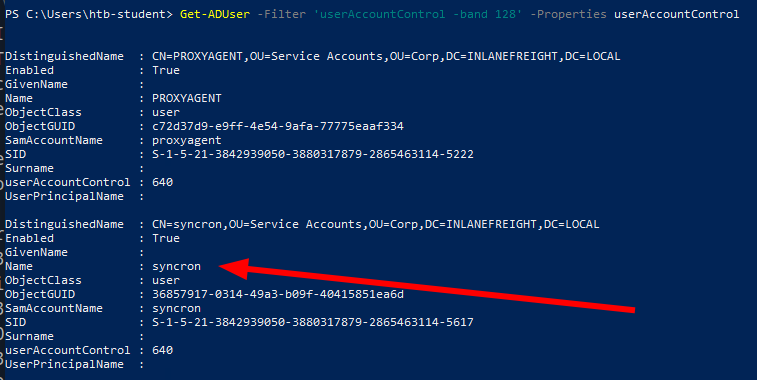 PS C:\Users\htb-student> Get-ADUser -Filter 'userAccountControl -band 128' -Properties userAccountControl
DistinguishedName  : CN=PROXYAGENT,OU=Service Accounts,OU=Corp,DC=INLANEFREIGHT,DC=LOCAL
Enabled            : True
GivenName          :
Name               : PROXYAGENT
ObjectClass        : user
ObjectGUID         : c72d37d9-e9ff-4e54-9afa-77775eaaf334
SamAccountName     : proxyagent
SID                : S-1-5-21-3842939050-3880317879-2865463114-5222
Surname            :
userAccountControl : 640
UserPrincipalName  :
DistinguishedName  : CN=syncron,OU=Service Accounts,OU=Corp,DC=INLANEFREIGHT,DC=LOCAL
Enabled            : True
GivenName          :
Name               : syncron
ObjectClass        : user
ObjectGUID         : 36857917-0314-49a3-b09f-40415851ea6d
SamAccountName     : syncron
SID                : S-1-5-21-3842939050-3880317879-2865463114-5617
Surname            :
userAccountControl : 640
UserPrincipalName  :